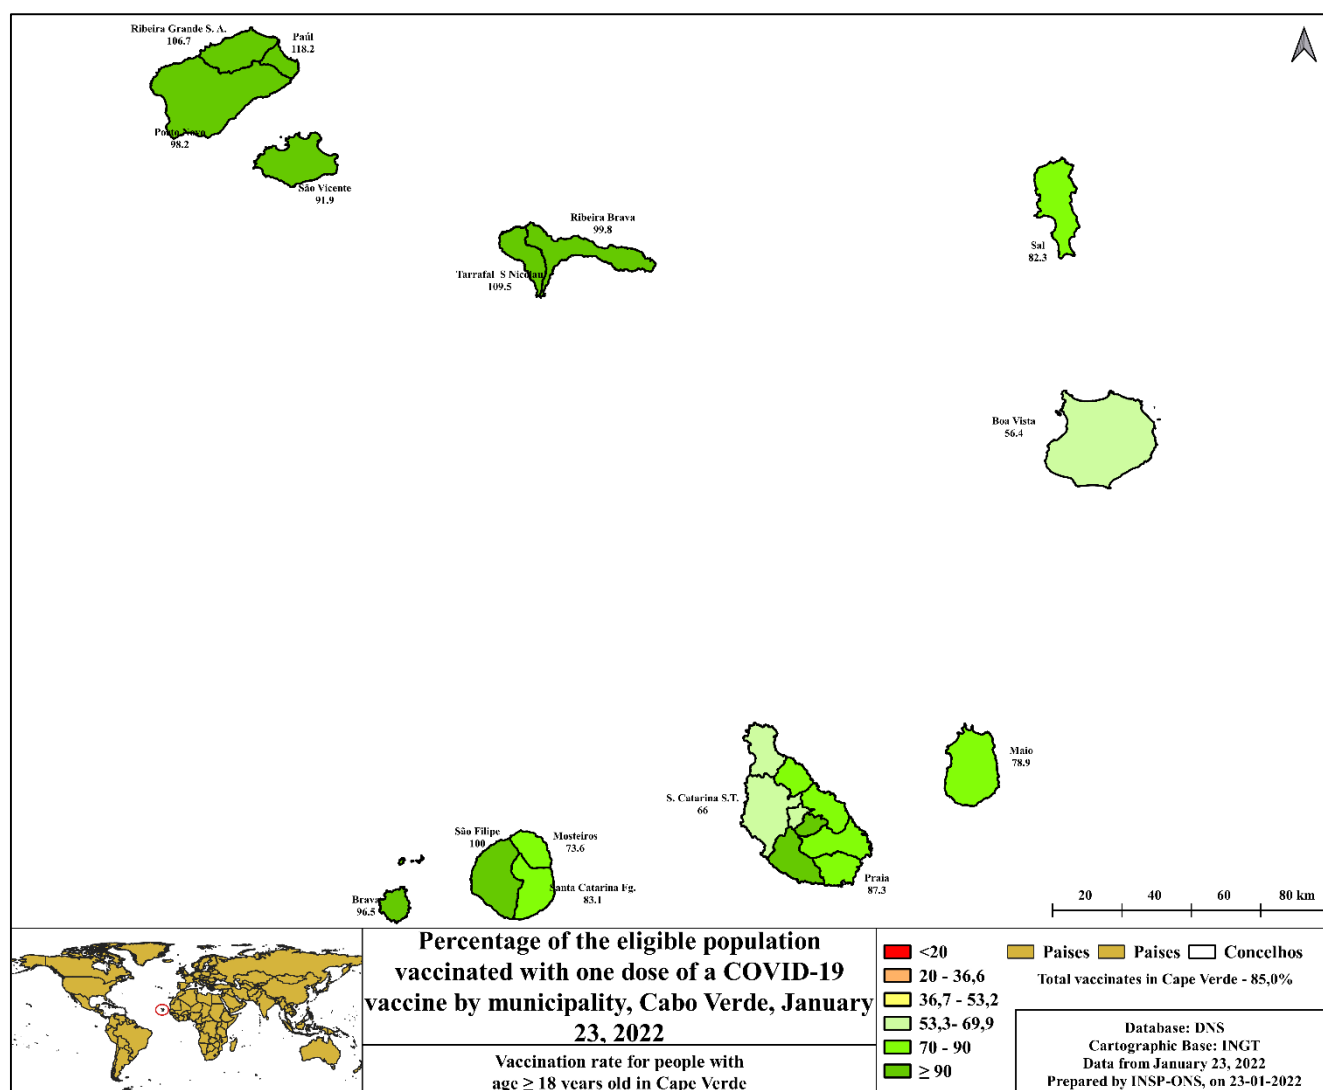 Ribeira Grande S. A.
106.7
Paúl
118.2
Porto Novo
98.2
São Vicente
91.9
Ribeira Brava
99.8
Tarrafal S Nicolau
109.5
Sal
82.3
Boa Vista
56.4
Maio
78.9
S. Catarina S.T.
66
Praia
87.3
São Filipe
100
Mosteiros
73.6
Santa Catarina Fg.
83.1
Brava
96.5
20 40 60 80 km
Percentage of the eligible population
vaccinated with one dose of a COVID-19
vaccine by municipality, Cabo Verde, January
23, 2022
Vaccination rate for people with
age ≥ 18 years old in Cape Verde
<20
20 - 36,6
36,7 - 53,2
53,3- 69,9
70 - 90
≥ 90
Paises Paises Concelhos
Total vaccinates in Cape Verde - 85,0%
Database: DNS
Cartographic Base: INGT
Data from January 23, 2022
Prepared by INSP-ONS, on 23-01-2022